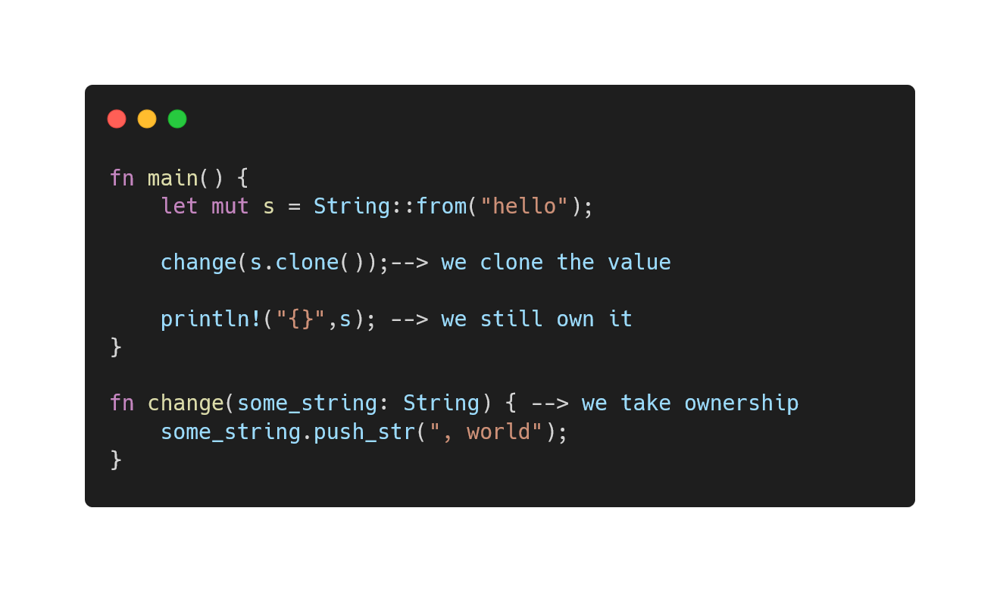 fn main() {
    let mut s = String::from("hello");
    change(s.clone());--> we clone the value
    println!("{}",s); --> we still own it
}
fn change(some_string: String) { --> we take ownership
    some_string.push_str(", world");
}